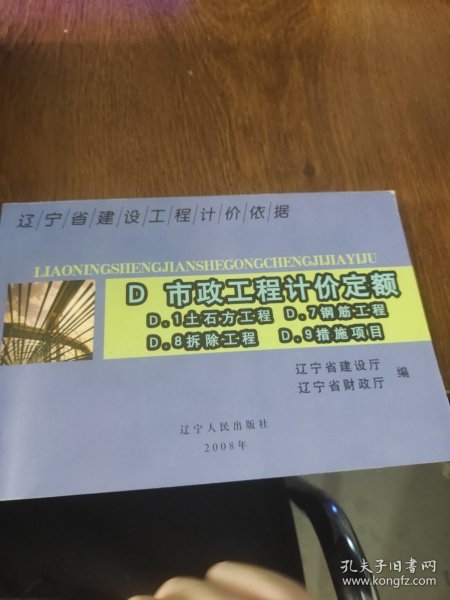 辽/宁/省/建/设/工/程/计/价/依/据
LIAONINGSHENGJIANSHEGONGCHENGJIJIAYIJU
D 市政工程计价定额
D.1土石方工程 D.7钢筋工程
D.8拆除工程 D.9措施项目
辽宁省建设厅
辽宁省财政厅
编
辽宁人民出版社
2008年
孔夫子旧书网
www.kongfz.com